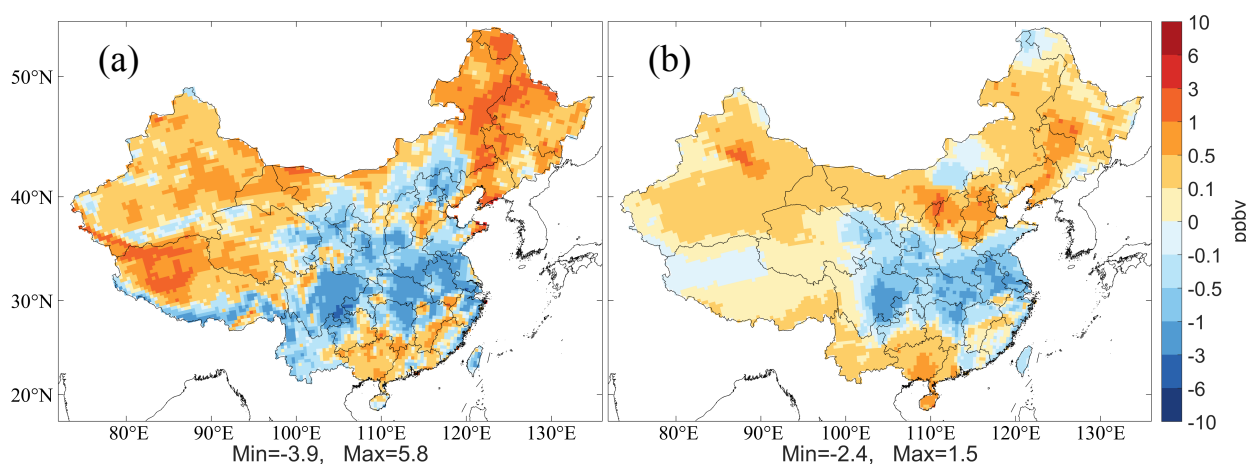 (a)
(b)
50°N
40°N
30°N
20°N
80°E 90°E 100°E 110°E 120°E 130°E
80°E 90°E 100°E 110°E 120°E 130°E
Min=-3.9, Max=5.8
Min=-2.4, Max=1.5
10
6
3
1
0.5
0.1
0
-0.1
-0.5
-1
-3
-6
-10
ppbv